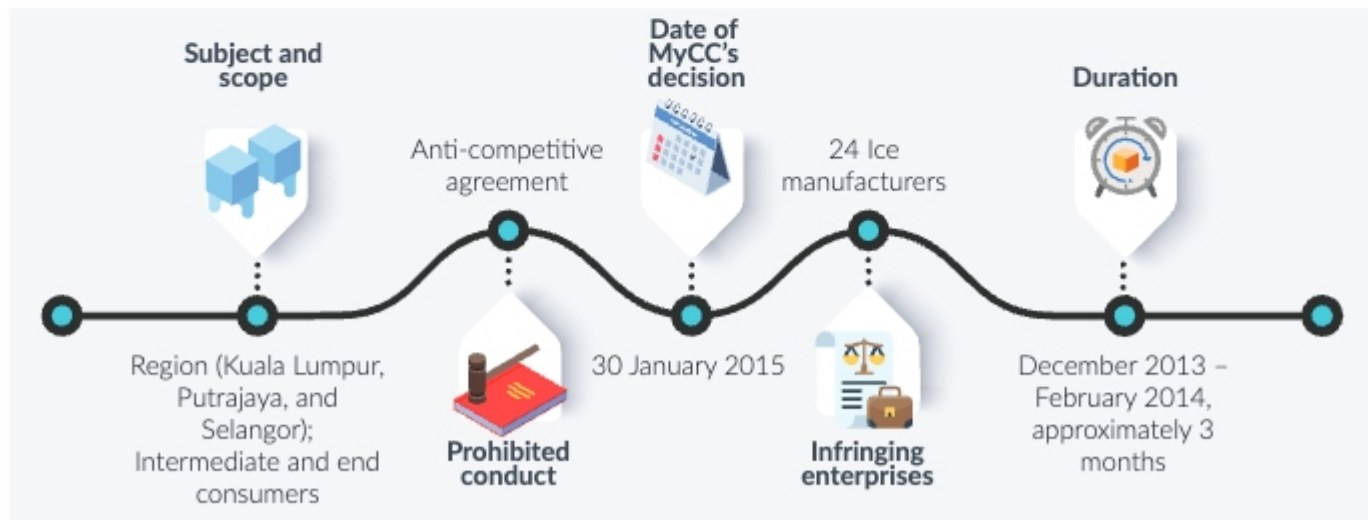 Subject and
scope
Region (Kuala Lumpur,
Putrajaya, and
Selangor);
Intermediate and end
consumers
Anti-competitive
agreement
Prohibited
conduct
Date of
MyCC's
decision
30 January 2015
24 Ice
manufacturers
Infringing
enterprises
Duration
December 2013 –
February 2014,
approximately 3
months